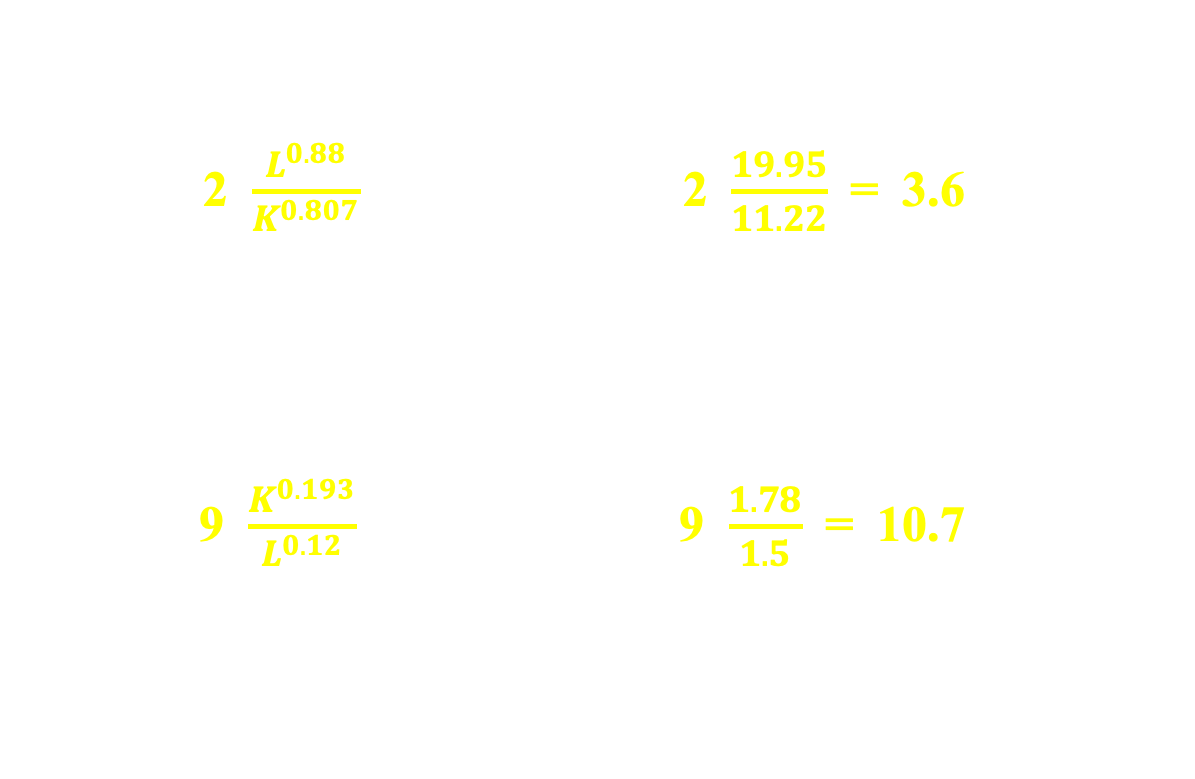 2 L^0.88 / K^0.807    2 19.95 / 11.22 = 3.6
9 K^0.193 / L^0.12    9 1.78 / 1.5 = 10.7